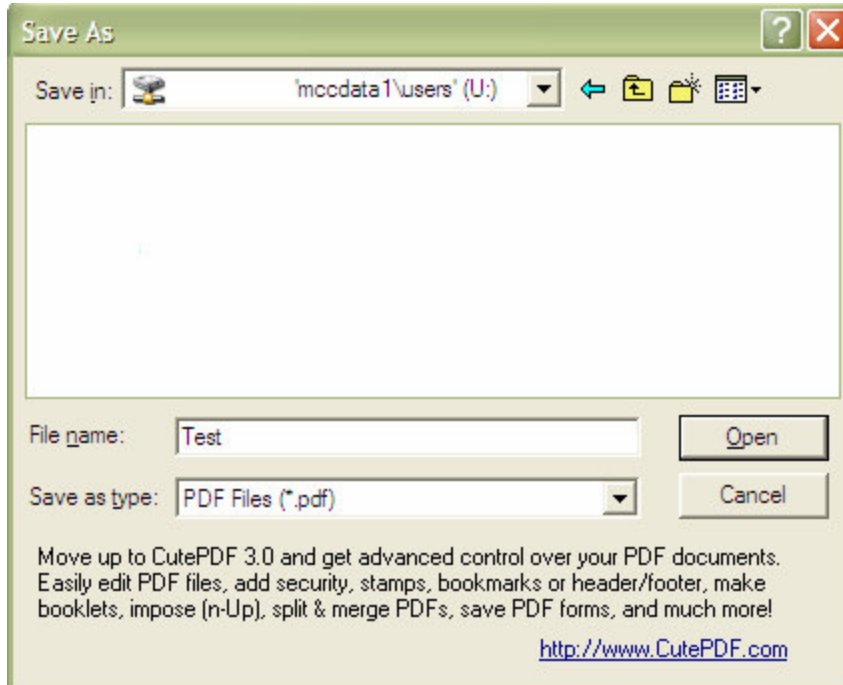 Save As
Save in: 'mccdata1\users' (U:)
File name: Test Open
Save as type: PDF Files (*.pdf) Cancel
Move up to CutePDF 3.0 and get advanced control over your PDF documents.
Easily edit PDF files, add security, stamps, bookmarks or header/footer, make
booklets, impose (n-Up), split & merge PDFs, save PDF forms, and much more!
http://www.CutePDF.com